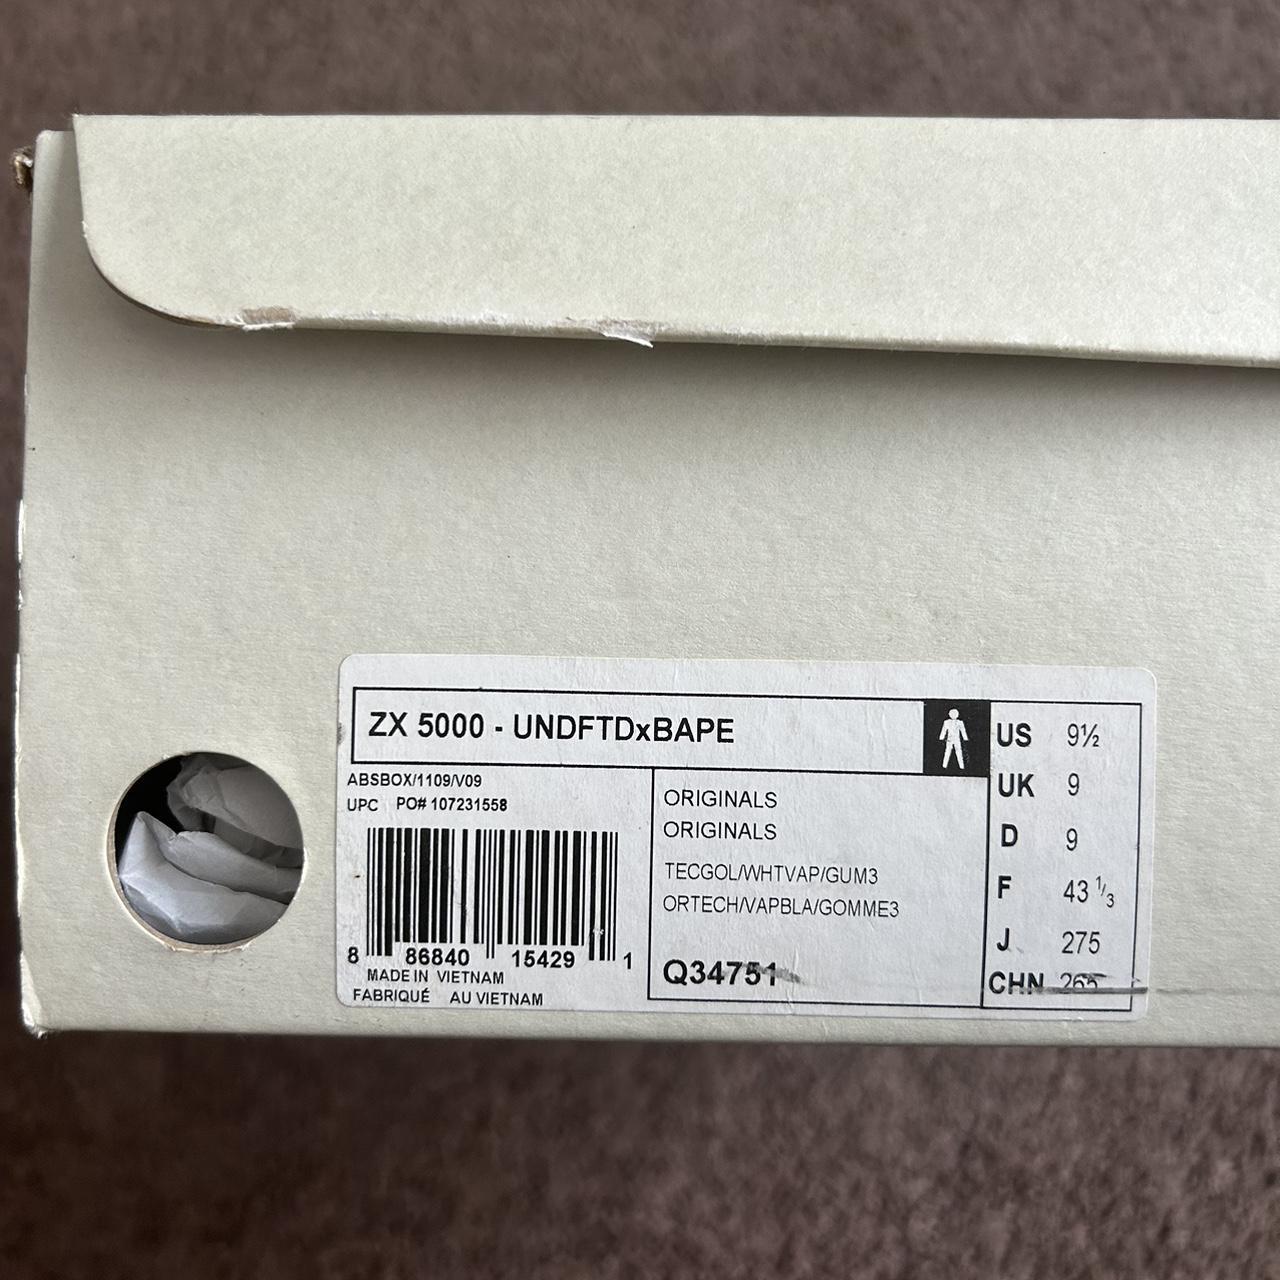 ZX 5000 - UNDFTDxBAPE
ABSBOX/1109/V09
UPC PO# 107231558
8 86840 15429 1
MADE IN VIETNAM
FABRIQUÉ AU VIETNAM
ORIGINALS
ORIGINALS
TECGOL/WHTVAP/GUM3
ORTECH/VAPBLA/GOMME3
Q34751
US 9½
UK 9
D 9
F 43 1/3
J 275
CHN 265